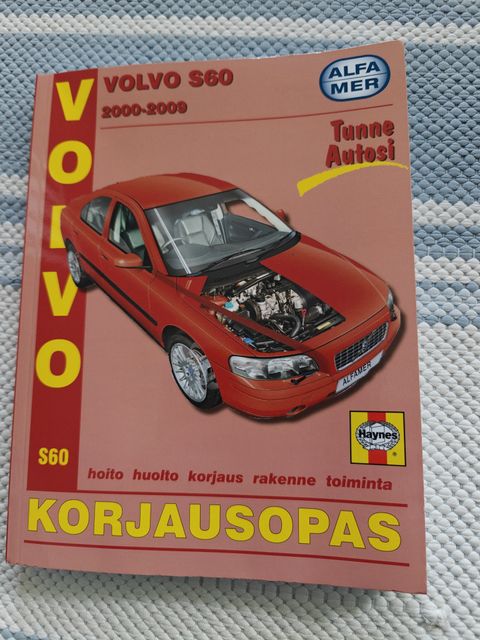 VOLVO
VOLVO S60
2000-2009
ALFA
MER
Tunne
Autosi
ALFAMER
Haynes
®
S60
hoito huolto korjaus rakenne toiminta
KORJAUSOPAS